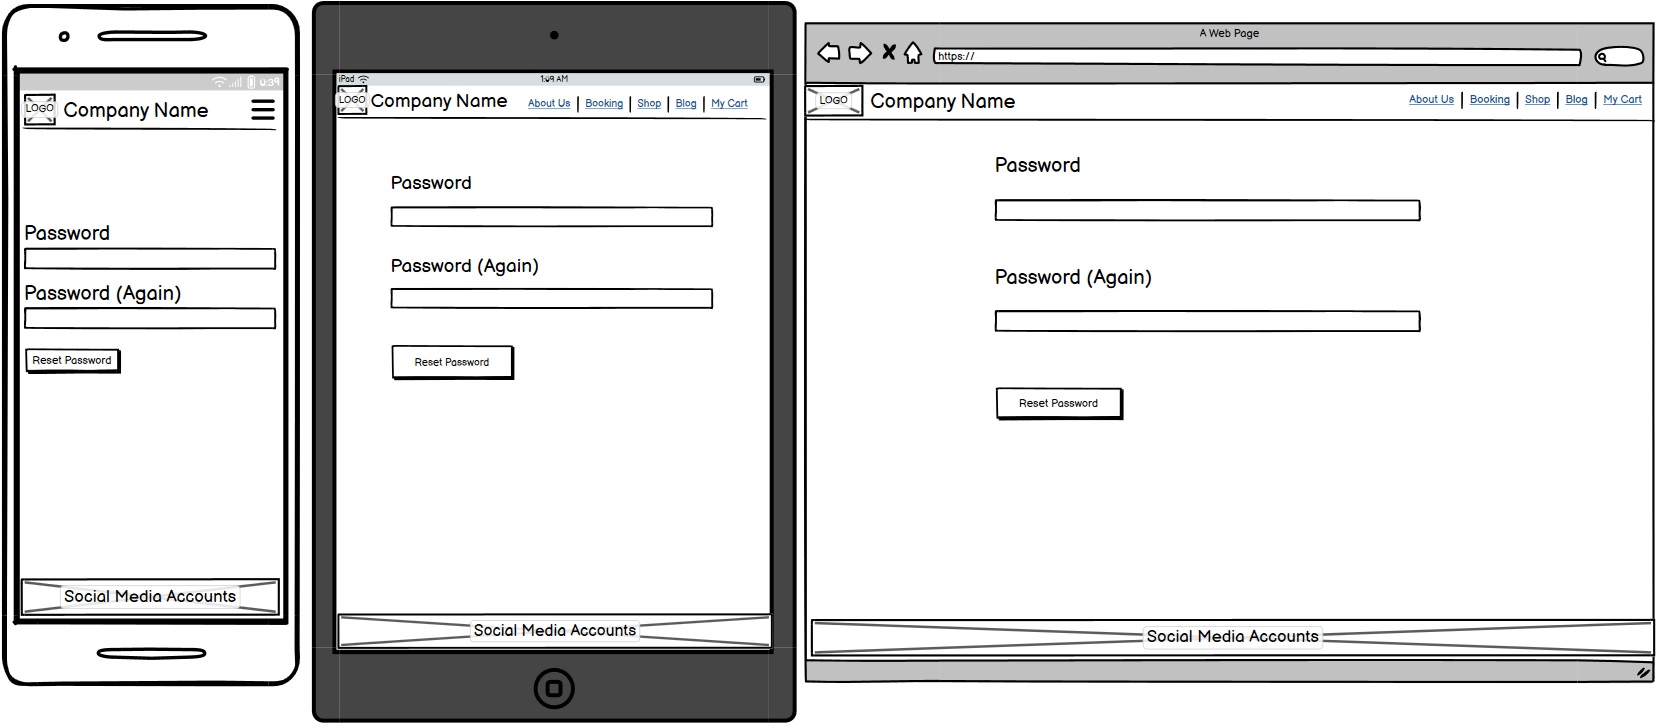 0:39
LOGO
Company Name
Password
Password (Again)
Reset Password
Social Media Accounts
iPad
1:09 AM
LOGO
Company Name
About Us | Booking | Shop | Blog | My Cart
Password
Password (Again)
Reset Password
Social Media Accounts
A Web Page
https://
LOGO
Company Name
About Us | Booking | Shop | Blog | My Cart
Password
Password (Again)
Reset Password
Social Media Accounts